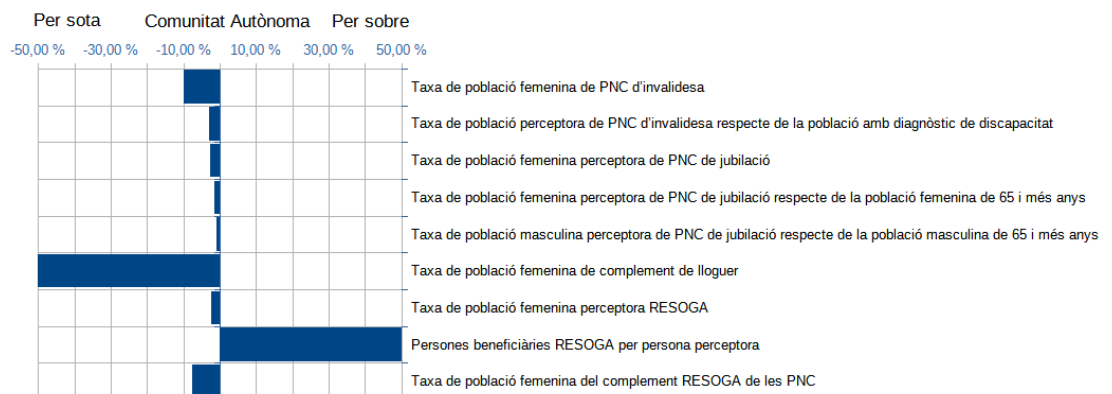 Per sota Comunitat Autònoma Per sobre
-50,00 % -30,00 % -10,00 % 10,00 % 30,00 % 50,00 %
Taxa de població femenina de PNC d'invalidesa
Taxa de població perceptora de PNC d'invalidesa respecte de la població amb diagnòstic de discapacitat
Taxa de població femenina perceptora de PNC de jubilació
Taxa de població femenina perceptora de PNC de jubilació respecte de la població femenina de 65 i més anys
Taxa de població masculina perceptora de PNC de jubilació respecte de la població masculina de 65 i més anys
Taxa de població femenina de complement de lloguer
Taxa de població femenina perceptora RESOGA
Persones beneficiàries RESOGA per persona perceptora
Taxa de població femenina del complement RESOGA de les PNC